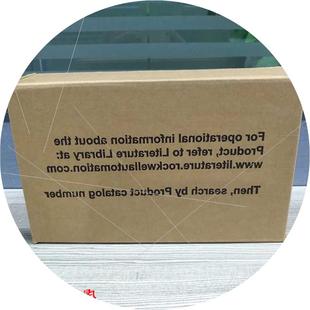 For operational information about the
Product, refer to Literature Library at:
www.literature.rockwellautomation.com
Then, search by Product catalog number